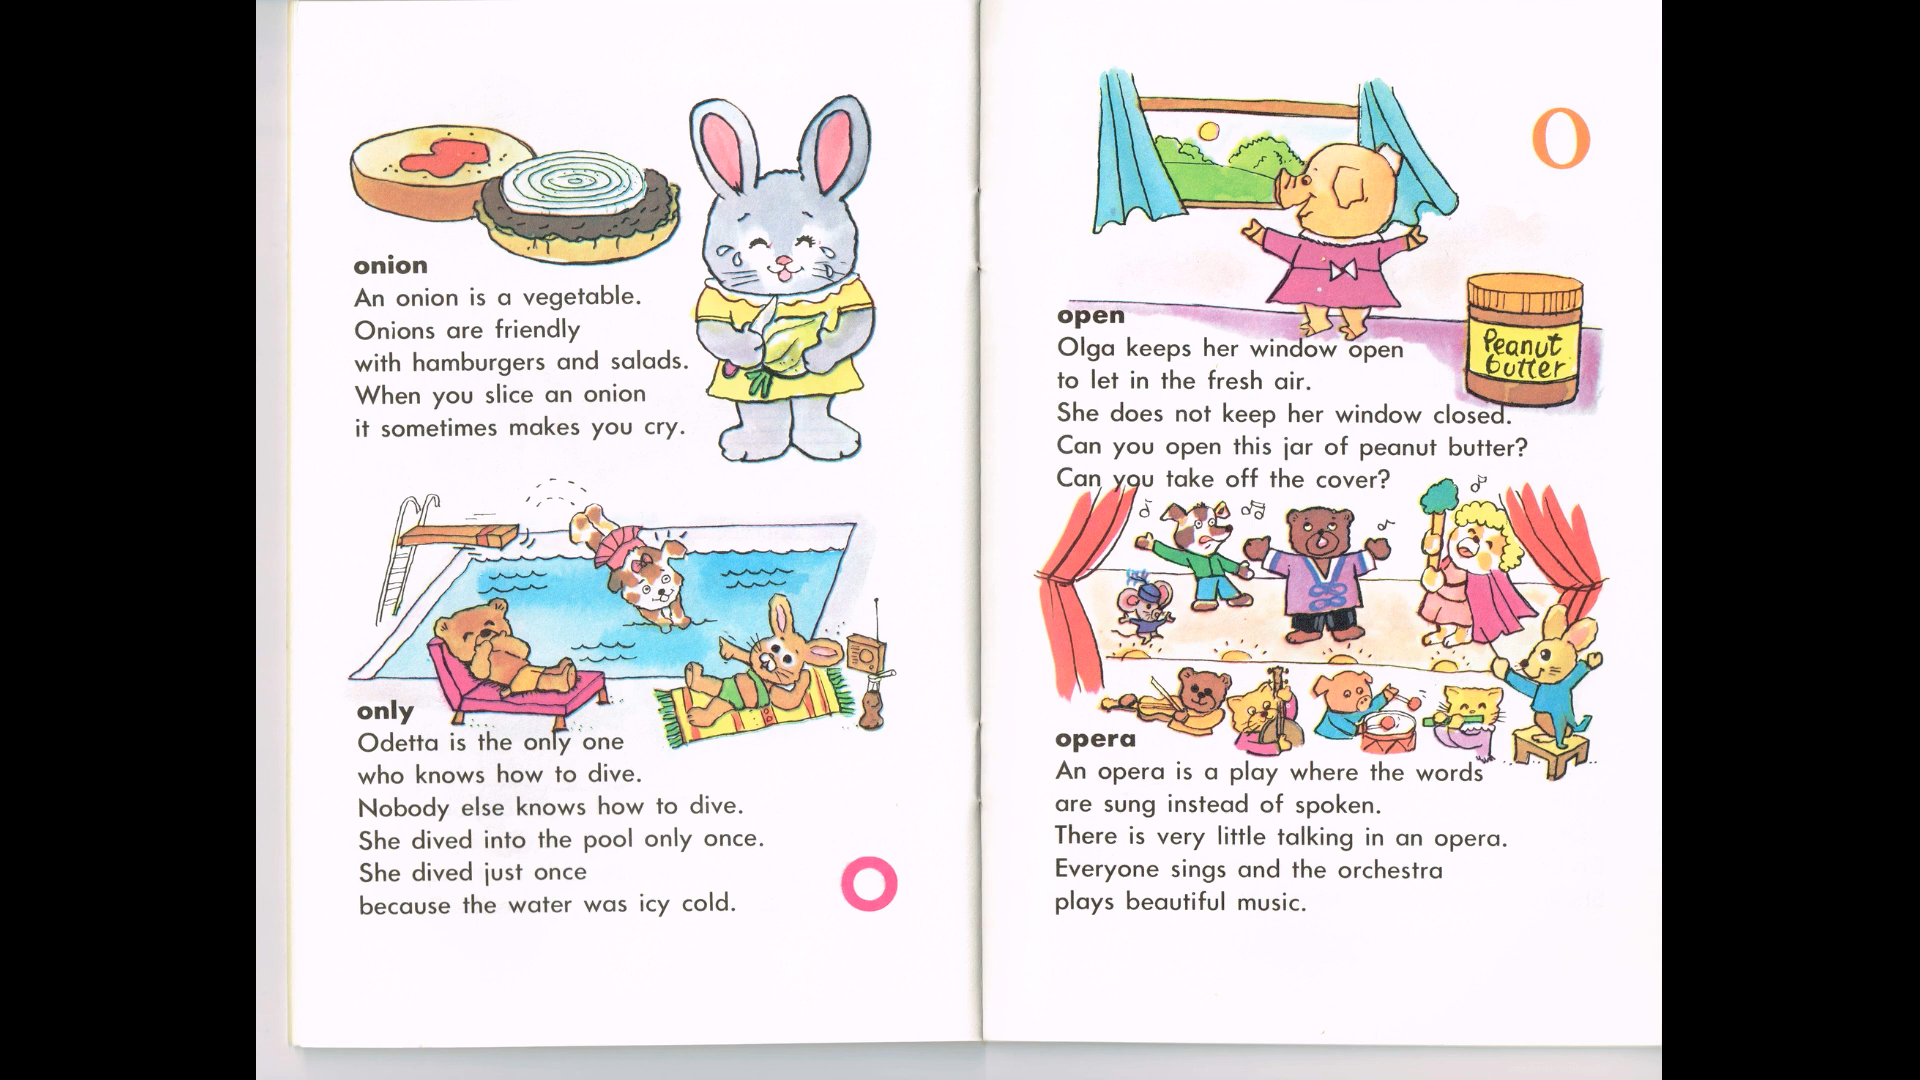 onion
An onion is a vegetable.
Onions are friendly
with hamburgers and salads.
When you slice an onion
it sometimes makes you cry.
only
Odetta is the only one
who knows how to dive.
Nobody else knows how to dive.
She dived into the pool only once.
She dived just once
because the water was icy cold.
O
O
Peanut
butter
open
Olga keeps her window open
to let in the fresh air.
She does not keep her window closed.
Can you open this jar of peanut butter?
Can you take off the cover?
opera
An opera is a play where the words
are sung instead of spoken.
There is very little talking in an opera.
Everyone sings and the orchestra
plays beautiful music.